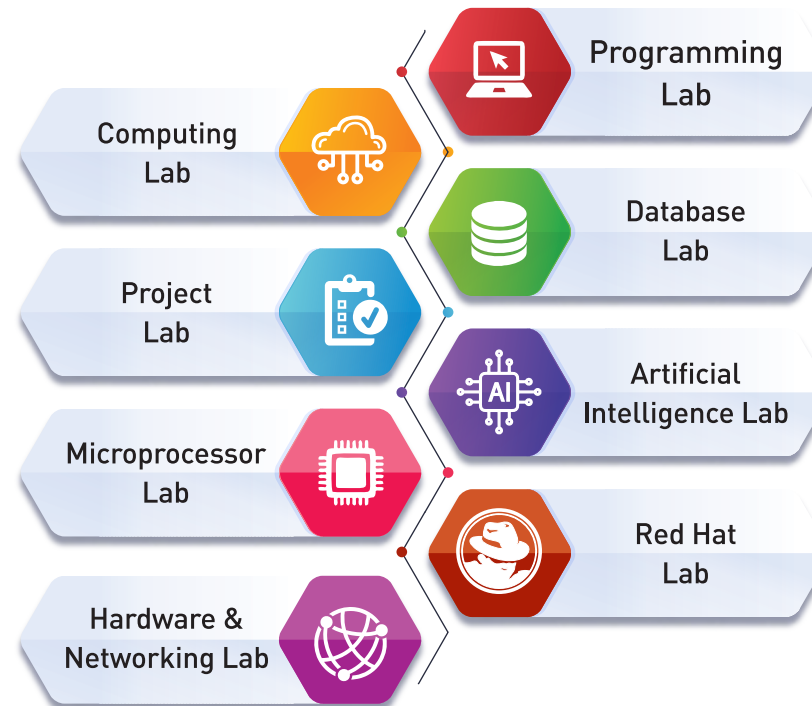 Programming
Lab
Computing
Lab
Database
Lab
Project
Lab
AI
Artificial
Intelligence Lab
Microprocessor
Lab
Red Hat
Lab
Hardware &
Networking Lab